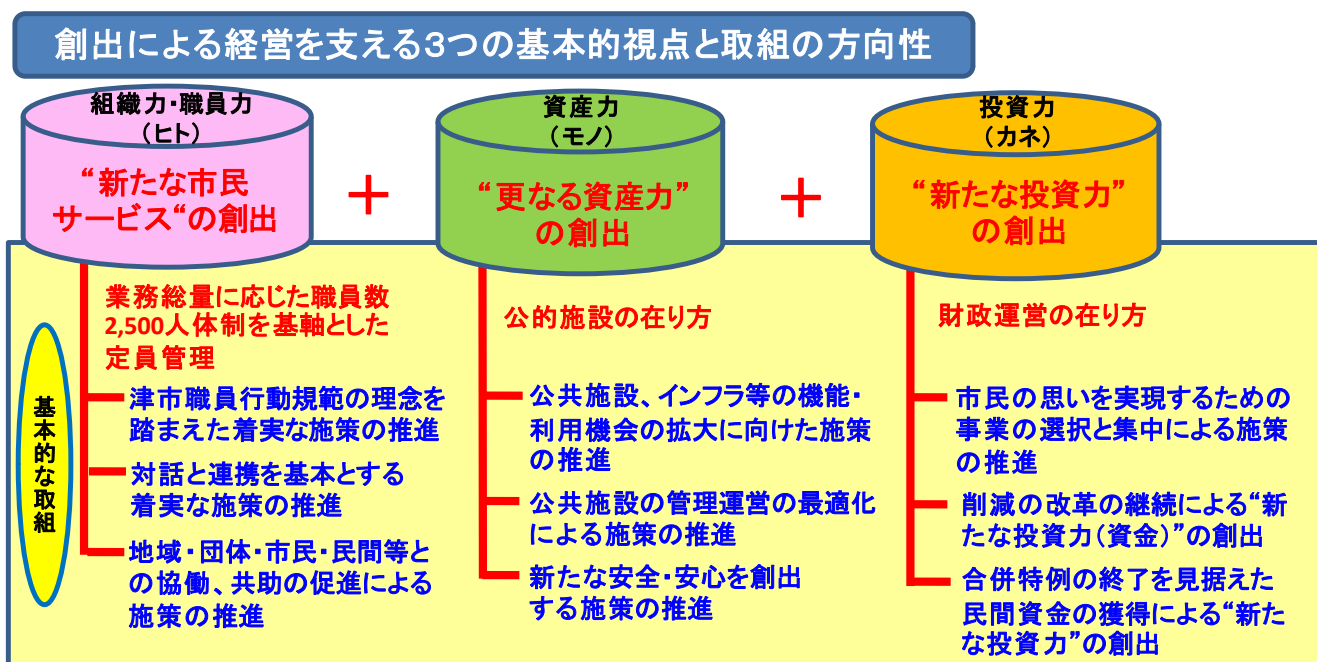 創出による経営を支える3つの基本的視点と取組の方向性
組織力・職員力
（ヒト）
“新たな市民
サービス“の創出
＋
資産力
（モノ）
“更なる資産力”
の創出
＋
投資力
（カネ）
“新たな投資力”
の創出
基本的な取組
業務総量に応じた職員数
2,500人体制を基軸とした
定員管理
津市職員行動規範の理念を
踏まえた着実な施策の推進
対話と連携を基本とする
着実な施策の推進
地域・団体・市民・民間等と
の協働、共助の促進による
施策の推進
公的施設の在り方
公共施設、インフラ等の機能・
利用機会の拡大に向けた施策
の推進
公共施設の管理運営の最適化
による施策の推進
新たな安全・安心を創出
する施策の推進
財政運営の在り方
市民の思いを実現するための
事業の選択と集中による施策
の推進
削減の改革の継続による“新
たな投資力（資金）”の創出
合併特例の終了を見据えた
民間資金の獲得による“新た
な投資力”の創出